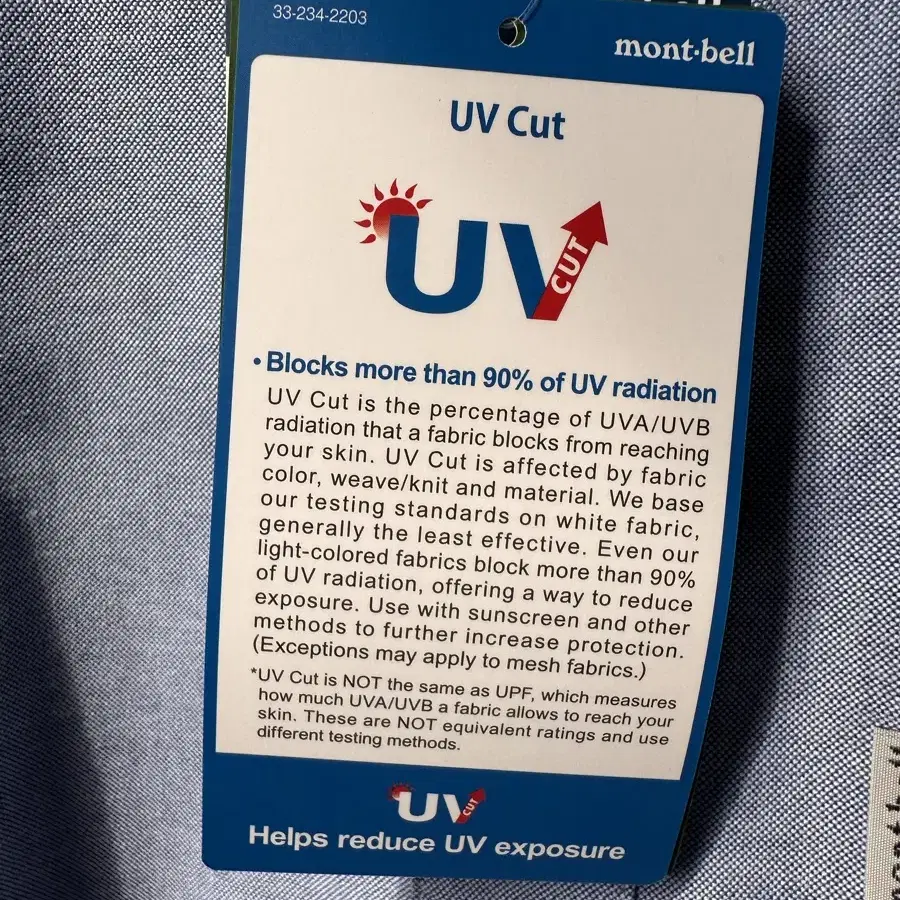 33-234-2203
mont-bell
UV Cut
UV CUT
• Blocks more than 90% of UV radiation
UV Cut is the percentage of UVA/UVB
radiation that a fabric blocks from reaching
your skin. UV Cut is affected by fabric
color, weave/knit and material. We base
our testing standards on white fabric,
generally the least effective. Even our
light-colored fabrics block more than 90%
of UV radiation, offering a way to reduce
exposure. Use with sunscreen and other
methods to further increase protection.
(Exceptions may apply to mesh fabrics.)
*UV Cut is NOT the same as UPF, which measures
how much UVA/UVB a fabric allows to reach your
skin. These are NOT equivalent ratings and use
different testing methods.
UV CUT
Helps reduce UV exposure